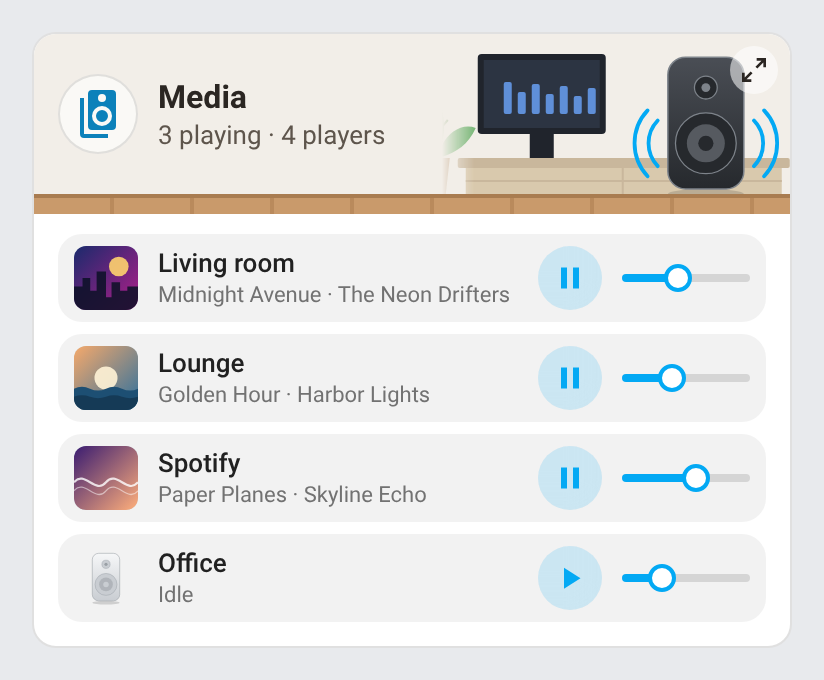 Media
3 playing · 4 players
Living room
Midnight Avenue · The Neon Drifters
Lounge
Golden Hour · Harbor Lights
Spotify
Paper Planes · Skyline Echo
Office
Idle